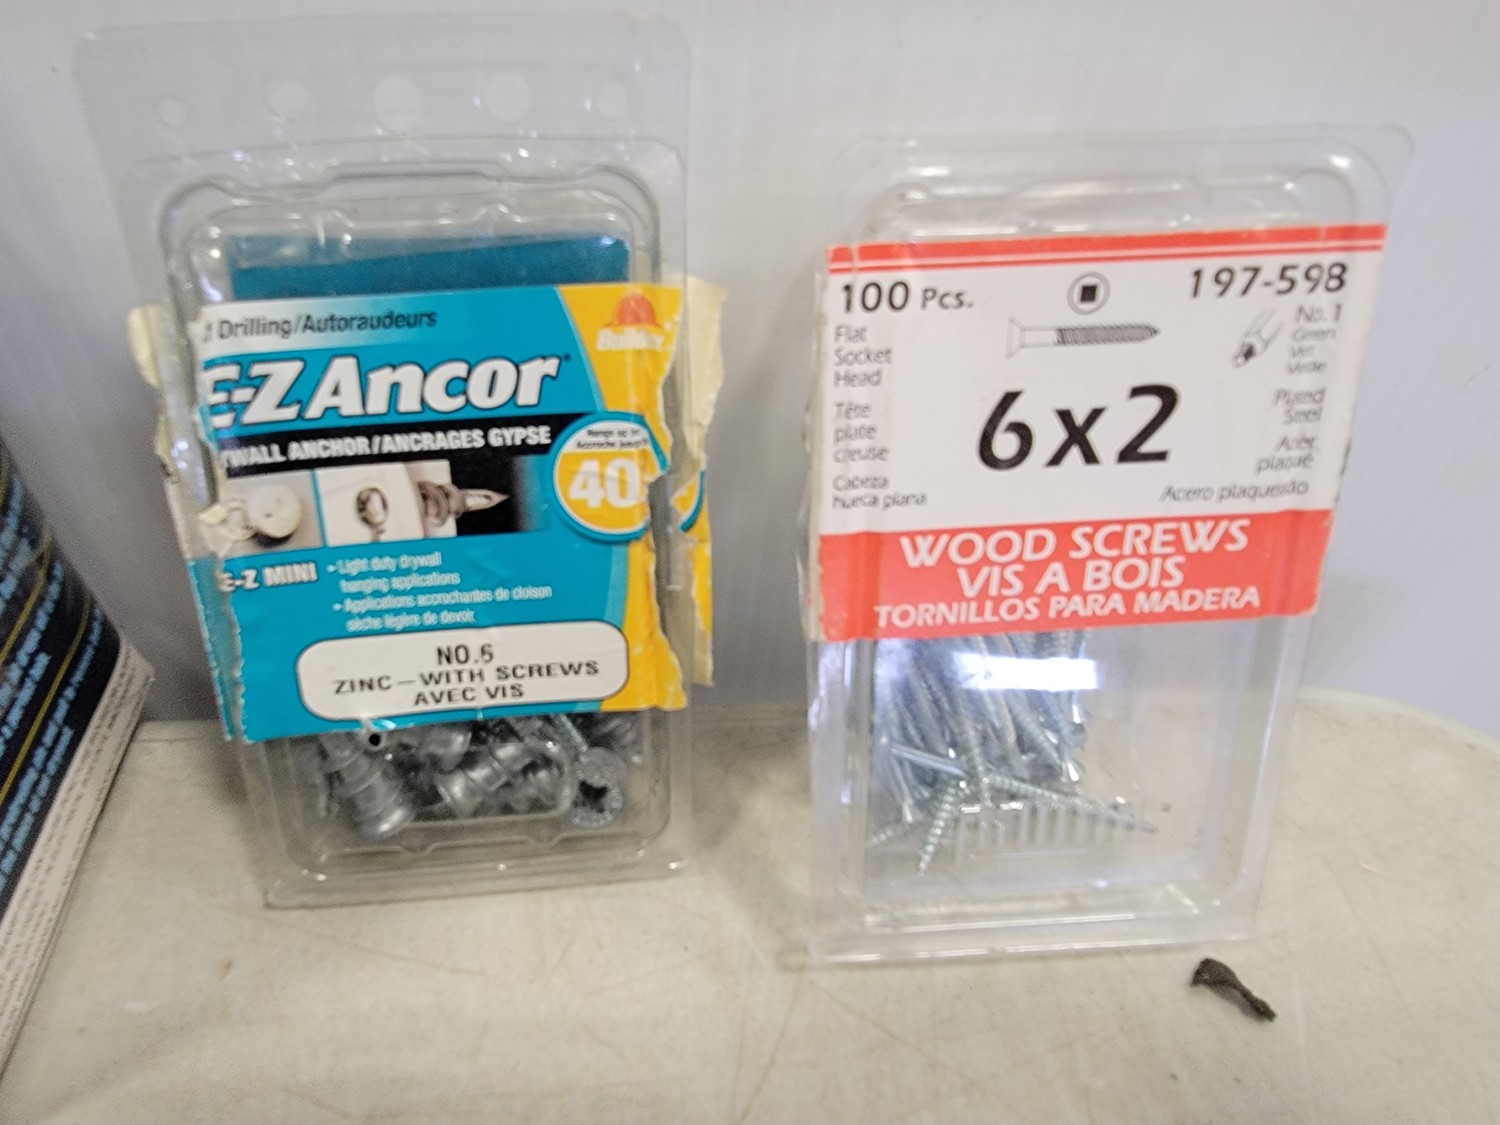 Drilling/Autoraudeurs
E-Z Ancor
WALL ANCHOR/ANCRAGES GYPSE
40
E-Z MINI
Light duty drywall
hanging applications
Applications accrochantes de cloison
sèche légère de devoir
NO.6
ZINC – WITH SCREWS
AVEC VIS
100 Pcs.
197-598
Flat
Socket
Head
Tête
plate
creuse
Cabeza
hueca plana
6x2
No.1
Green
Vert
Verde
Plated
Steel
Acier
plaqué
Acero plaqueado
WOOD SCREWS
VIS A BOIS
TORNILLOS PARA MADERA